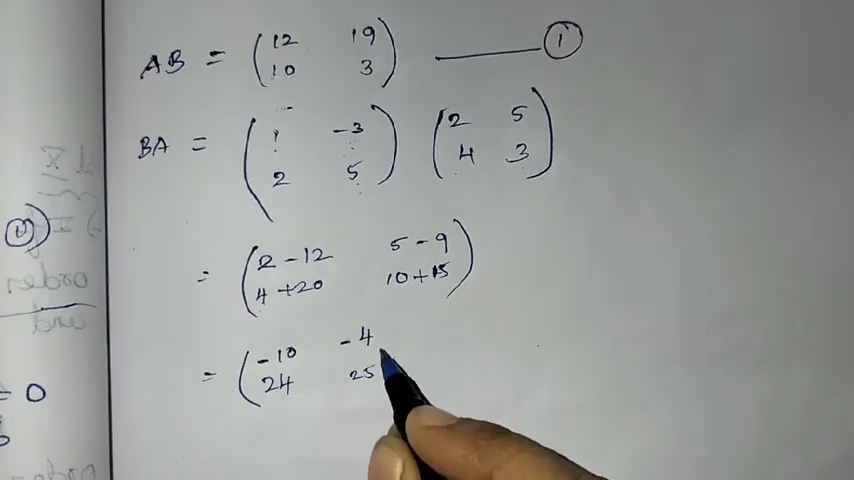 AB = ( 12 19 ) ——— ①
( 10 3 )
BA = ( 1 -3 ) ( 2 5 )
( 2 5 ) ( 4 3 )
= ( 2 - 12 5 - 9 )
( 4 + 20 10 + 15 )
= ( -10 -4
24 25
= 0